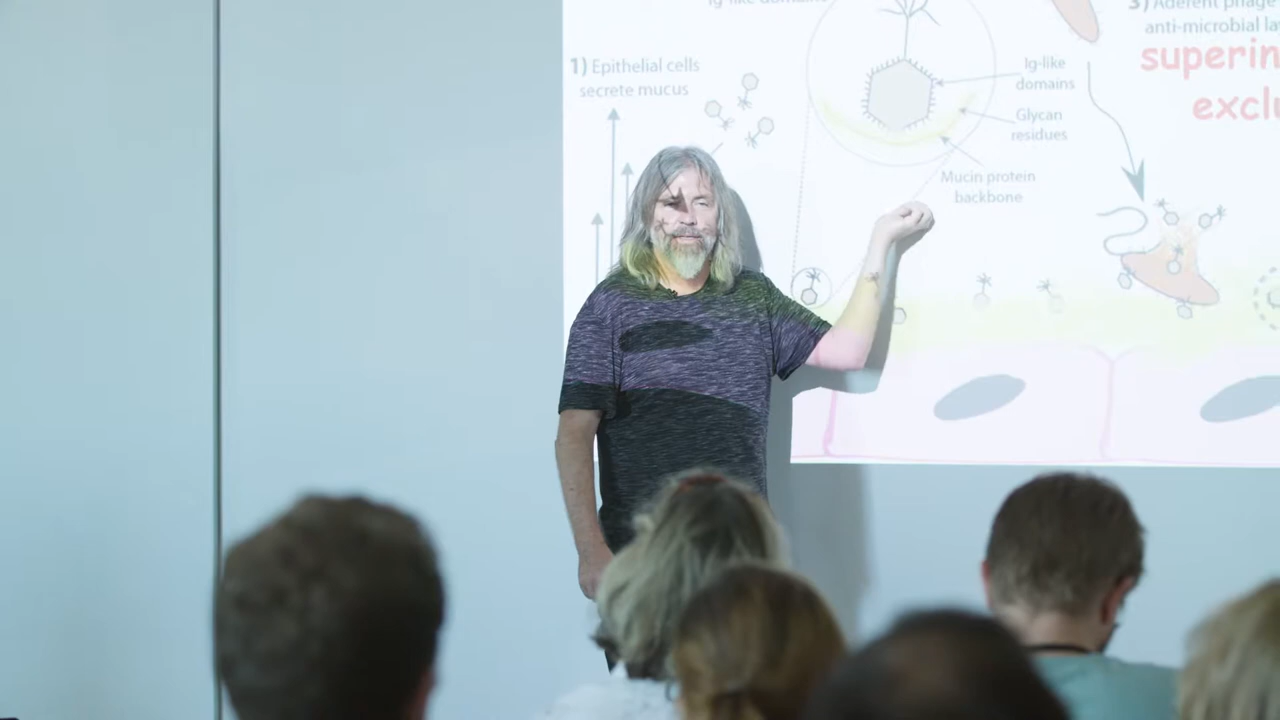 Ig-like domains
3) Aderent phage
anti-microbial la
superin
exclu
1) Epithelial cells
secrete mucus
Ig-like
domains
Glycan
residues
Mucin protein
backbone